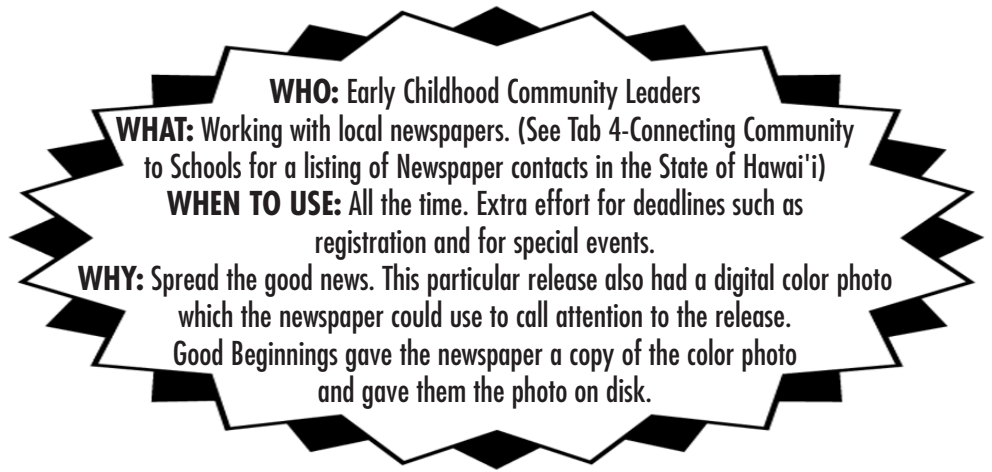 WHO: Early Childhood Community Leaders
WHAT: Working with local newspapers. (See Tab 4-Connecting Community
to Schools for a listing of Newspaper contacts in the State of Hawai'i)
WHEN TO USE: All the time. Extra effort for deadlines such as
registration and for special events.
WHY: Spread the good news. This particular release also had a digital color photo
which the newspaper could use to call attention to the release.
Good Beginnings gave the newspaper a copy of the color photo
and gave them the photo on disk.